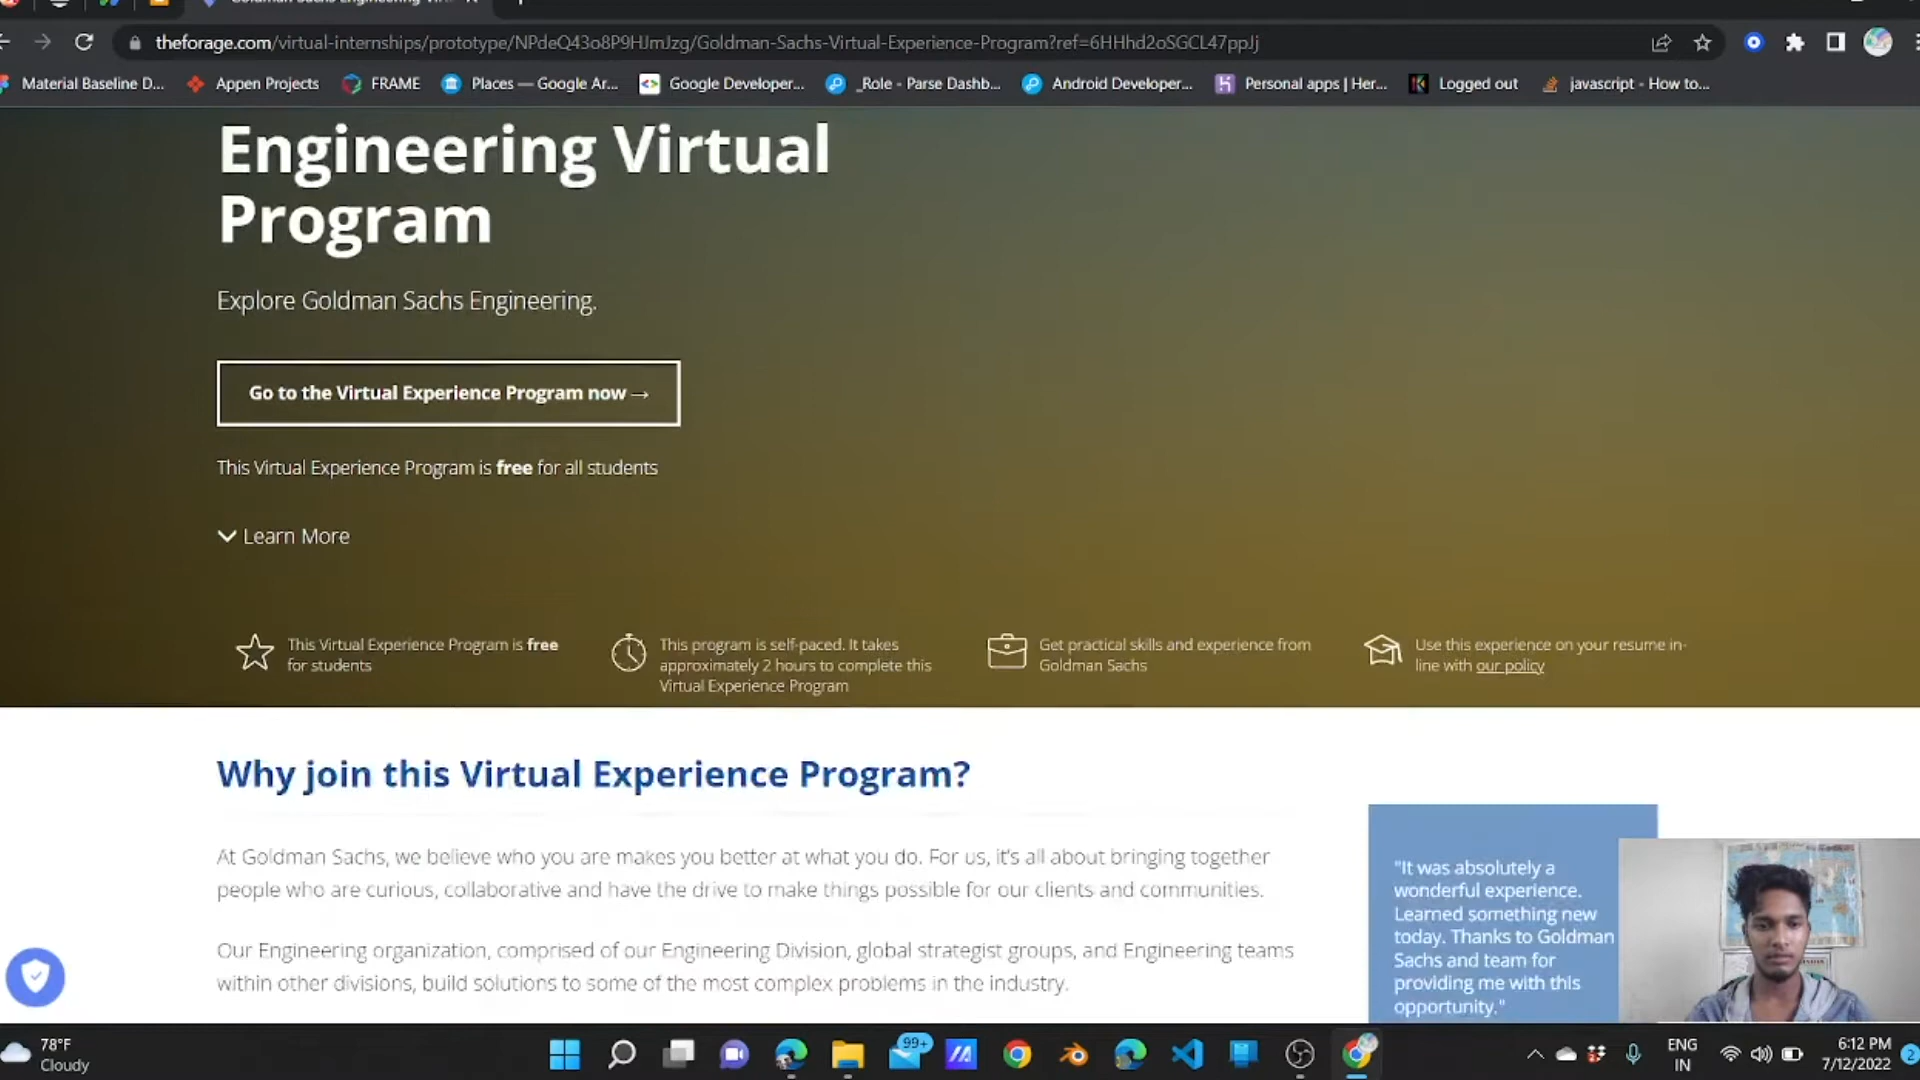 theforage.com/virtual-internships/prototype/NPdeQ43o8P9HJmJzg/Goldman-Sachs-Virtual-Experience-Program?ref=6HHhd2oSGCL47ppJj
Material Baseline D... Appen Projects FRAME Places — Google Ar... Google Developer... _Role - Parse Dashb... Android Developer... Personal apps | Her... Logged out javascript - How to...
Engineering Virtual
Program
Explore Goldman Sachs Engineering.
Go to the Virtual Experience Program now →
This Virtual Experience Program is free for all students
Learn More
This Virtual Experience Program is free
for students
This program is self-paced. It takes
approximately 2 hours to complete this
Virtual Experience Program
Get practical skills and experience from
Goldman Sachs
Use this experience on your resume in-
line with our policy
Why join this Virtual Experience Program?
At Goldman Sachs, we believe who you are makes you better at what you do. For us, it's all about bringing together
people who are curious, collaborative and have the drive to make things possible for our clients and communities.
Our Engineering organization, comprised of our Engineering Division, global strategist groups, and Engineering teams
within other divisions, build solutions to some of the most complex problems in the industry.
"It was absolutely a
wonderful experience.
Learned something new
today. Thanks to Goldman
Sachs and team for
providing me with this
opportunity."
78°F
Cloudy
99+
ENG
IN
6:12 PM
7/12/2022
2